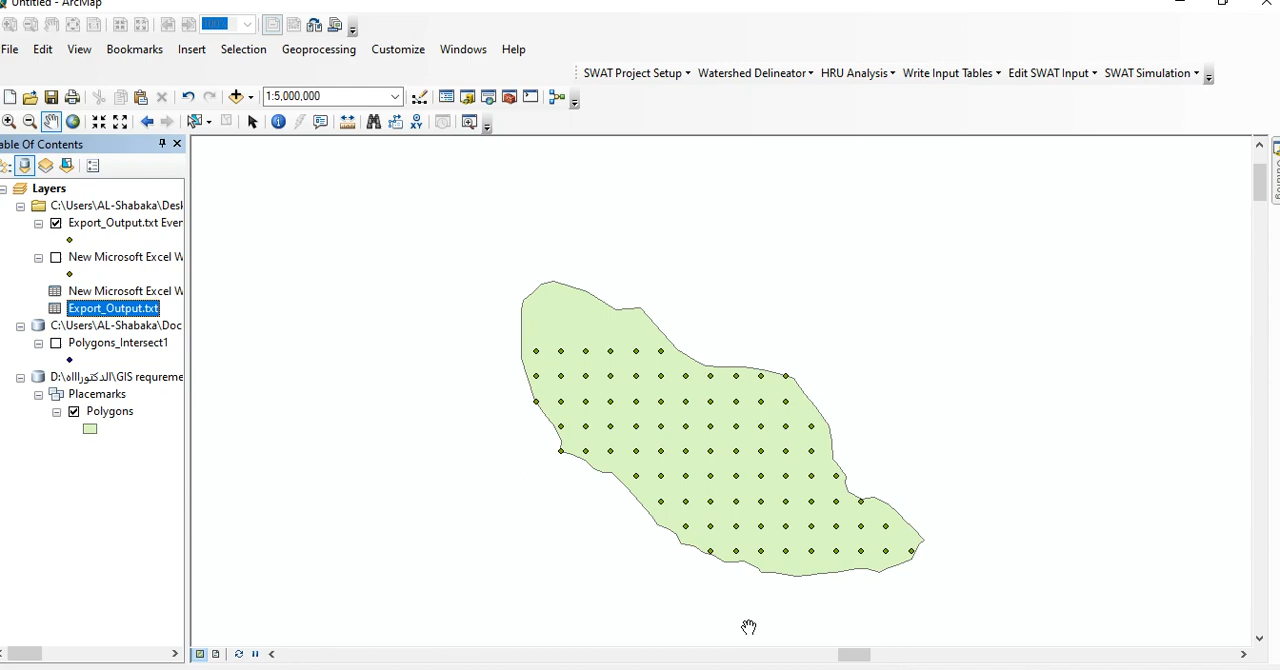 Untitled - ArcMap
File Edit View Bookmarks Insert Selection Geoprocessing Customize Windows Help
SWAT Project Setup Watershed Delineator HRU Analysis Write Input Tables Edit SWAT Input SWAT Simulation
1:5,000,000
able Of Contents
Layers
C:\Users\AL-Shabaka\Desl
Export_Output.txt Even
New Microsoft Excel W
New Microsoft Excel W
Export_Output.txt
C:\Users\AL-Shabaka\Doc
Polygons_Intersect1
D:\الدكتورااااه\GIS requreme
Placemarks
Polygons